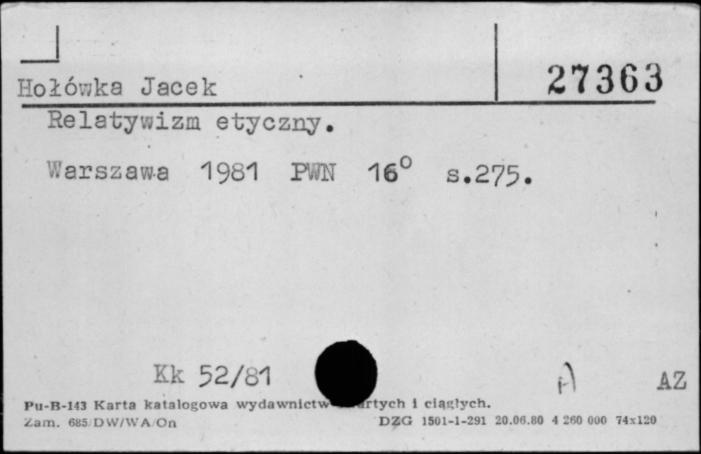 27363
Hołówka Jacek
Relatywizm etyczny.
Warszawa 1981 PWN 16° s.275.
Kk 52/81 AZ
Pu-B-143 Karta katalogowa wydawnictw rtych i ciągłych.
Zam. 685/DW/WA/On DZG 1501-1-291 20.06.80 4 260 000 74x120